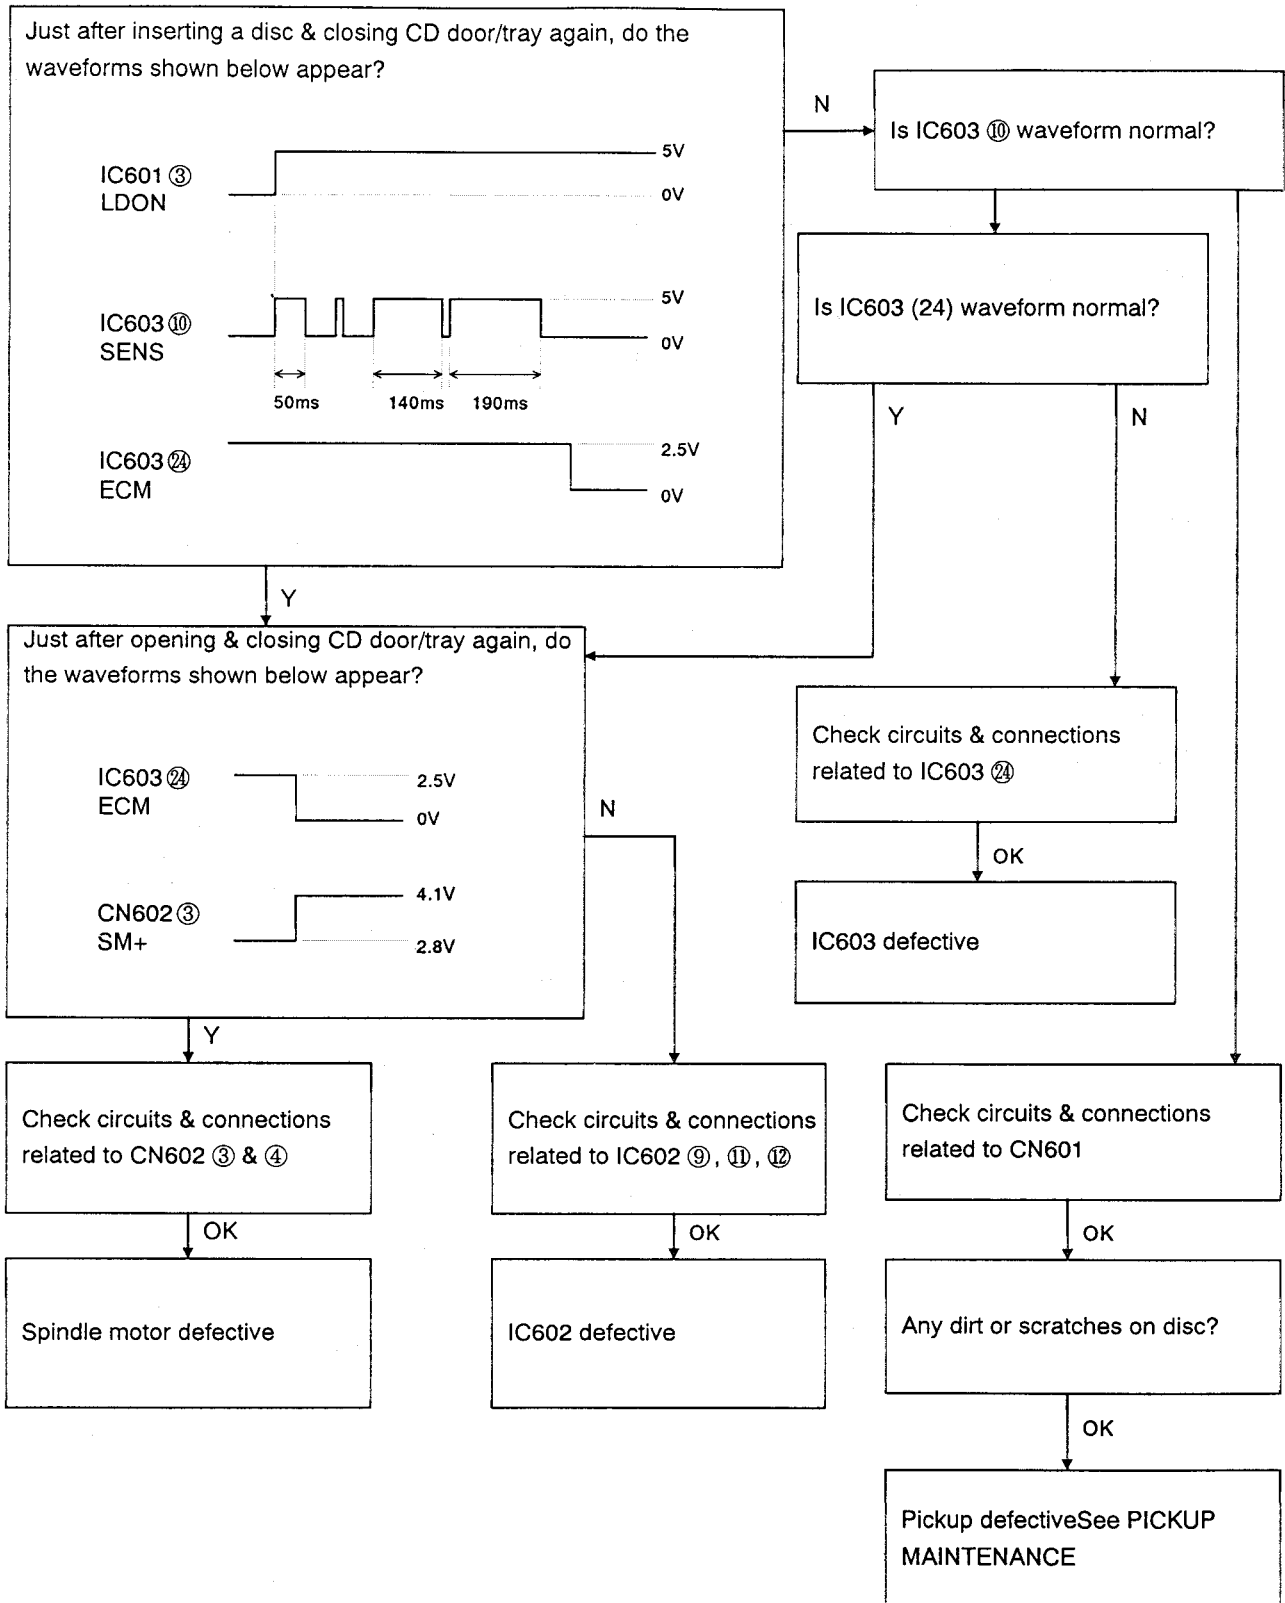 Just after inserting a disc & closing CD door/tray again, do the
waveforms shown below appear?
IC601 ③
LDON
5V
0V
IC603 ⑩
SENS
5V
0V
50ms
140ms
190ms
IC603 ㉔
ECM
2.5V
0V
N
Is IC603 ⑩ waveform normal?
Is IC603 (24) waveform normal?
Y
N
Y
Just after opening & closing CD door/tray again, do
the waveforms shown below appear?
IC603 ㉔
ECM
2.5V
0V
CN602 ③
SM+
4.1V
2.8V
N
Check circuits & connections
related to IC603 ㉔
OK
IC603 defective
Y
Check circuits & connections
related to CN602 ③ & ④
OK
Spindle motor defective
Check circuits & connections
related to IC602 ⑨, ⑪, ⑫
OK
IC602 defective
Check circuits & connections
related to CN601
OK
Any dirt or scratches on disc?
OK
Pickup defectiveSee PICKUP
MAINTENANCE